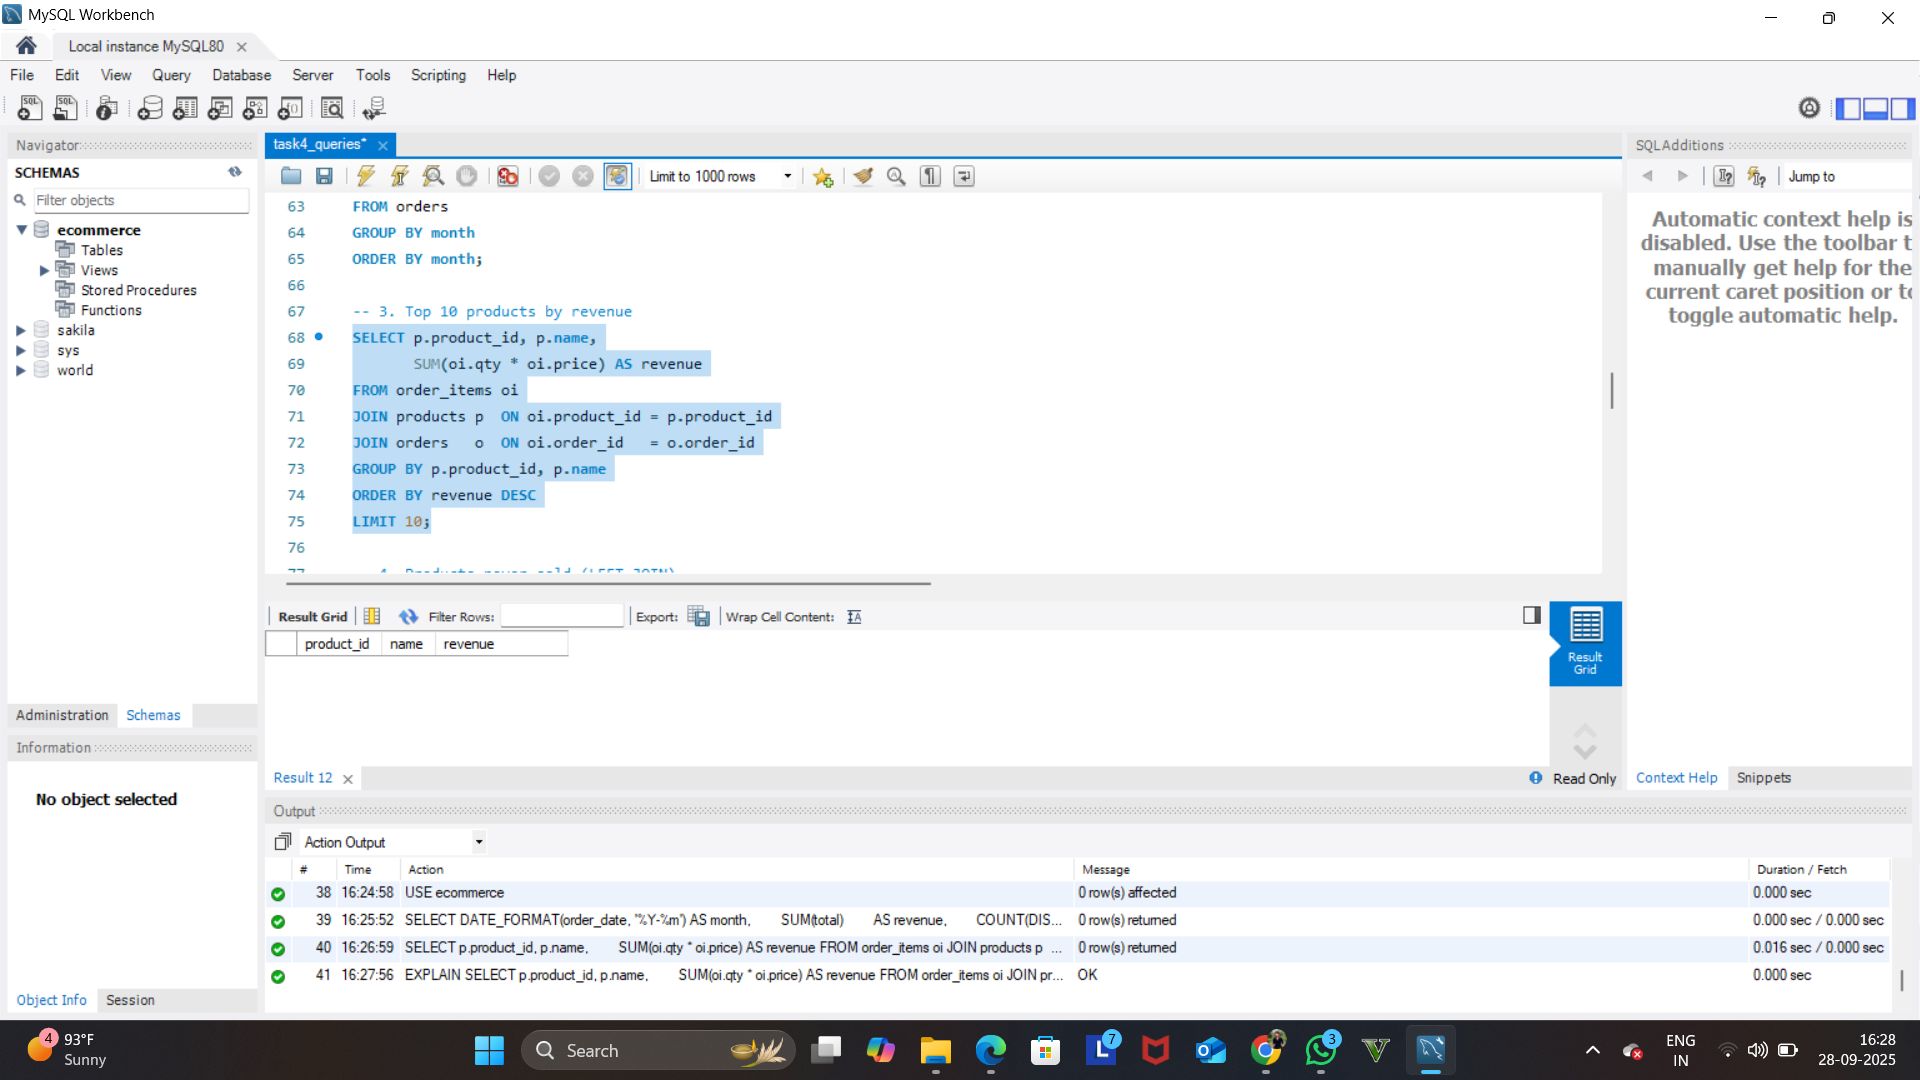 MySQL Workbench
Local instance MySQL80
File Edit View Query Database Server Tools Scripting Help
Navigator
SCHEMAS
Filter objects
ecommerce
Tables
Views
Stored Procedures
Functions
sakila
sys
world
Administration Schemas
Information
No object selected
Object Info Session
task4_queries*
Limit to 1000 rows
63 FROM orders
64 GROUP BY month
65 ORDER BY month;
66
67 -- 3. Top 10 products by revenue
68 SELECT p.product_id, p.name,
69 SUM(oi.qty * oi.price) AS revenue
70 FROM order_items oi
71 JOIN products p ON oi.product_id = p.product_id
72 JOIN orders o ON oi.order_id = o.order_id
73 GROUP BY p.product_id, p.name
74 ORDER BY revenue DESC
75 LIMIT 10;
76
77 -- 4. Products never sold (LEFT JOIN)
Result Grid Filter Rows: Export: Wrap Cell Content:
product_id name revenue
Result Grid
Result 12
Read Only
SQLAdditions
Jump to
Automatic context help is
disabled. Use the toolbar t
manually get help for the
current caret position or to
toggle automatic help.
Context Help Snippets
Output
Action Output
# Time Action Message Duration / Fetch
38 16:24:58 USE ecommerce 0 row(s) affected 0.000 sec
39 16:25:52 SELECT DATE_FORMAT(order_date, '%Y-%m') AS month, SUM(total) AS revenue, COUNT(DIS... 0 row(s) returned 0.000 sec / 0.000 sec
40 16:26:59 SELECT p.product_id, p.name, SUM(oi.qty * oi.price) AS revenue FROM order_items oi JOIN products p ... 0 row(s) returned 0.016 sec / 0.000 sec
41 16:27:56 EXPLAIN SELECT p.product_id, p.name, SUM(oi.qty * oi.price) AS revenue FROM order_items oi JOIN pr... OK 0.000 sec
4
93°F
Sunny
Search
7
3
ENG
IN
16:28
28-09-2025